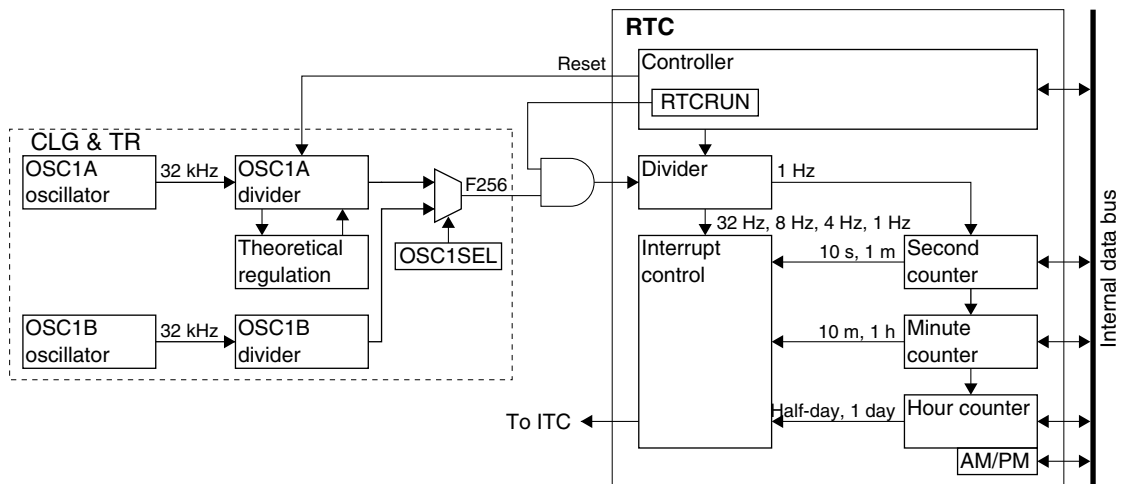 RTC
Reset
Controller
RTCRUN
CLG & TR
OSC1A
oscillator
32 kHz
OSC1A
divider
F256
Divider
1 Hz
32 Hz, 8 Hz, 4 Hz, 1 Hz
Theoretical
regulation
OSC1SEL
Interrupt
control
10 s, 1 m
Second
counter
OSC1B
oscillator
32 kHz
OSC1B
divider
10 m, 1 h
Minute
counter
Half-day, 1 day
Hour counter
To ITC
AM/PM
Internal data bus